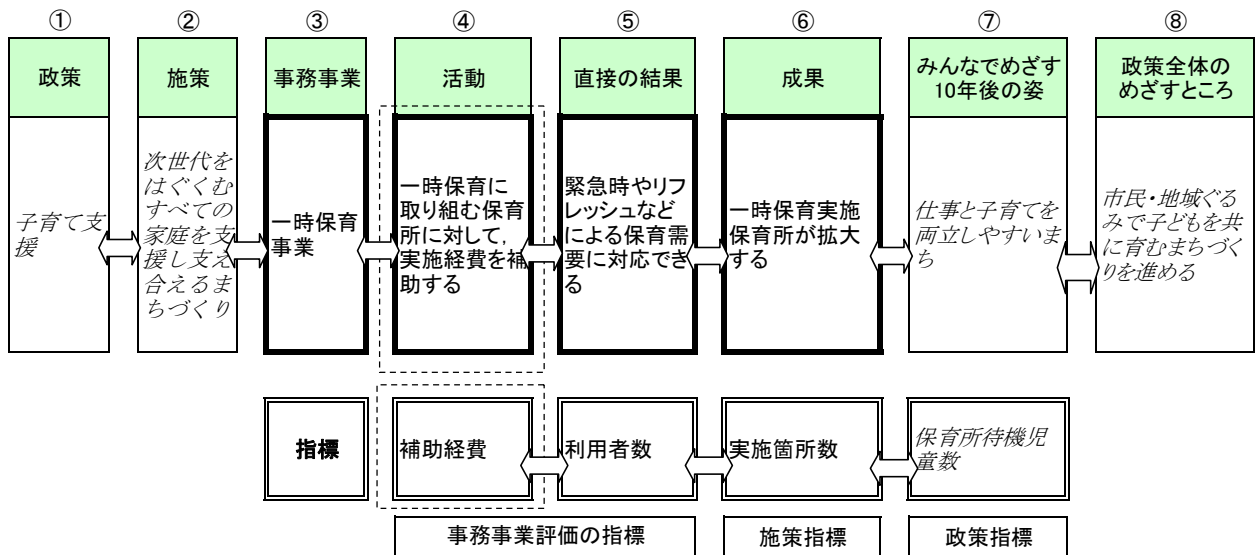 ①
②
③
④
⑤
⑥
⑦
⑧
政策
施策
事務事業
活動
直接の結果
成果
みんなでめざす
10年後の姿
政策全体の
めざすところ
子育て支
援
次世代を
はぐくむ
すべての
家庭を支
援し支え
合えるま
ちづくり
一時保育
事業
一時保育に
取り組む保育
所に対して，
実施経費を補
助する
緊急時やリフ
レッシュなど
による保育需
要に対応でき
る
一時保育実施
保育所が拡大
する
仕事と子育てを
両立しやすいま
ち
市民・地域ぐる
みで子どもを共
に育むまちづく
りを進める
指標
補助経費
利用者数
実施箇所数
保育所待機児
童数
事務事業評価の指標
施策指標
政策指標